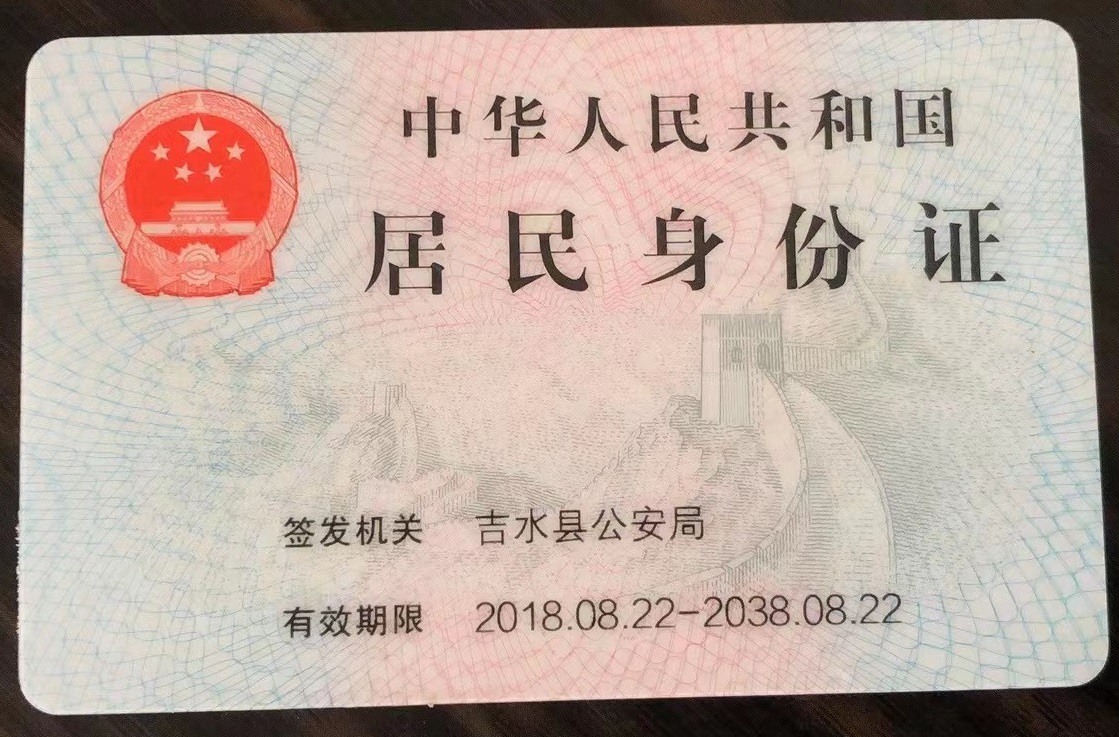 中华人民共和国
居民身份证
签发机关 吉水县公安局
有效期限 2018.08.22-2038.08.22